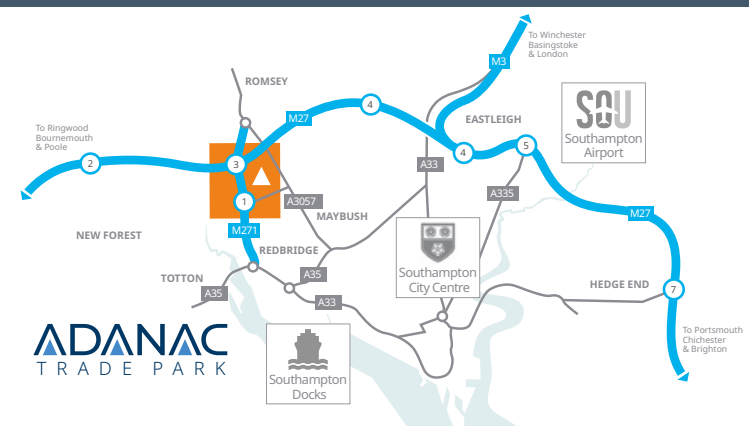 To Winchester
Basingstoke
& London
M3
ROMSEY
4
M27
EASTLEIGH
SOU
Southampton
Airport
To Ringwood
Bournemouth
& Poole
2
3
4
5
A33
A335
1
A3057
MAYBUSH
M27
M271
NEW FOREST
REDBRIDGE
Southampton
City Centre
TOTTON
A35
A35
A33
HEDGE END
7
ADANAC
TRADE PARK
Southampton
Docks
To Portsmouth
Chichester
& Brighton